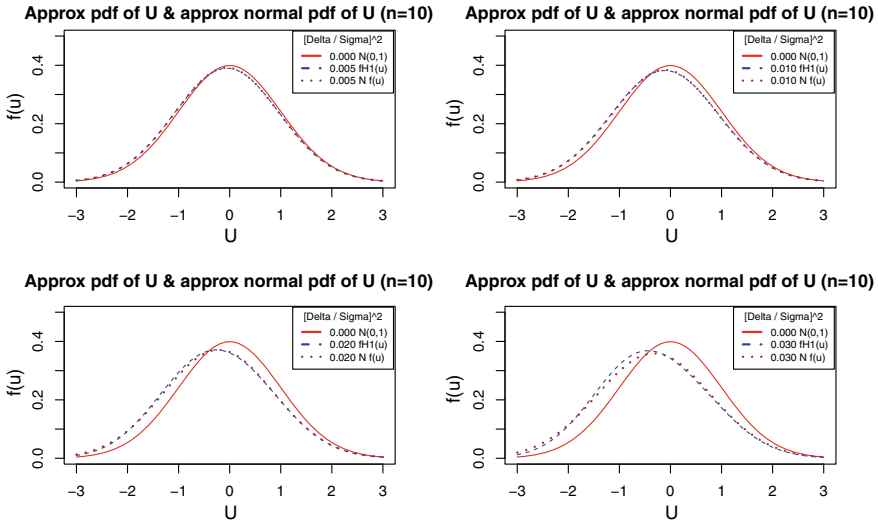 Approx pdf of U & approx normal pdf of U (n=10)
[Delta / Sigma]^2
0.000 N(0,1)
0.005 fH1(u)
0.005 N f(u)
f(u)
0.0
0.2
0.4
−3
−2
−1
0
1
2
3
U
Approx pdf of U & approx normal pdf of U (n=10)
[Delta / Sigma]^2
0.000 N(0,1)
0.010 fH1(u)
0.010 N f(u)
f(u)
0.0
0.2
0.4
−3
−2
−1
0
1
2
3
U
Approx pdf of U & approx normal pdf of U (n=10)
[Delta / Sigma]^2
0.000 N(0,1)
0.020 fH1(u)
0.020 N f(u)
f(u)
0.0
0.2
0.4
−3
−2
−1
0
1
2
3
U
Approx pdf of U & approx normal pdf of U (n=10)
[Delta / Sigma]^2
0.000 N(0,1)
0.030 fH1(u)
0.030 N f(u)
f(u)
0.0
0.2
0.4
−3
−2
−1
0
1
2
3
U